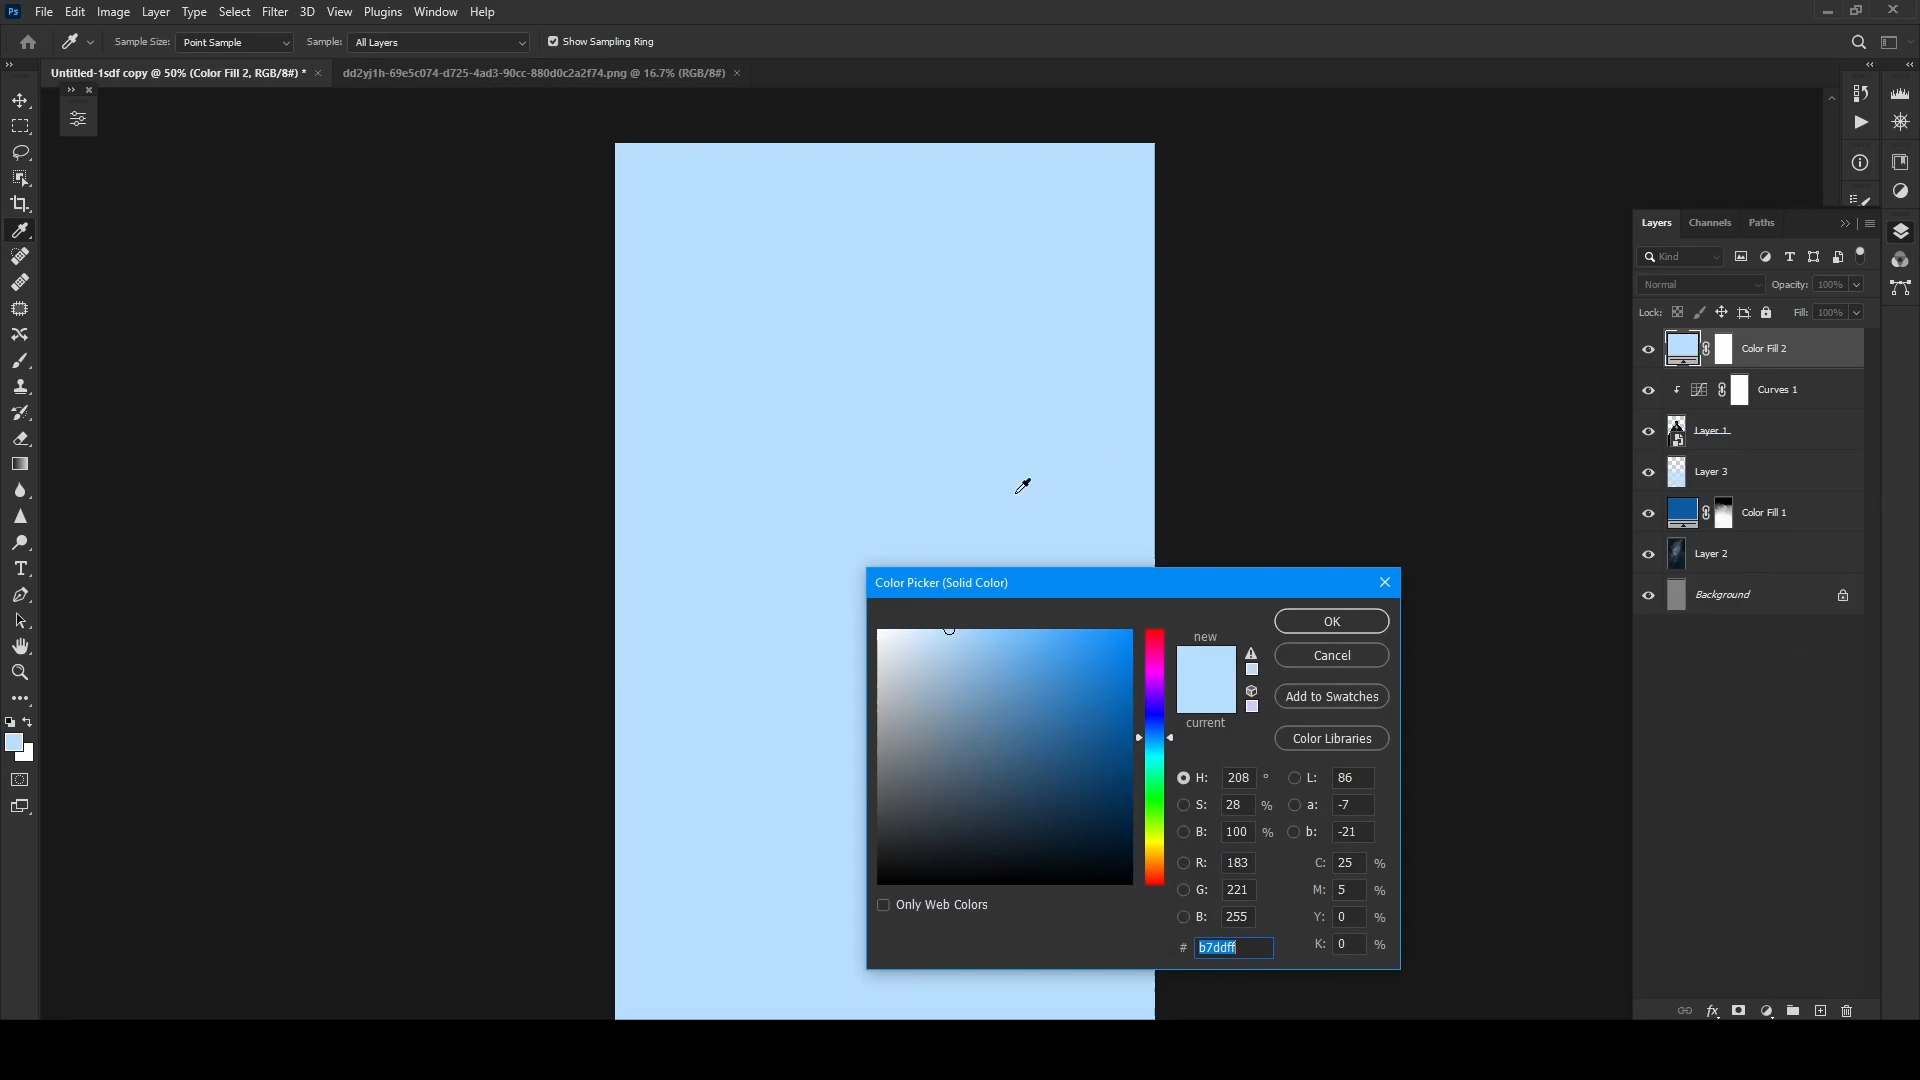 Ps File Edit Image Layer Type Select Filter 3D View Plugins Window Help
Sample Size: Point Sample Sample: All Layers Show Sampling Ring
Untitled-1sdf copy @ 50% (Color Fill 2, RGB/8#) * dd2yj1h-69e5c074-d725-4ad3-90cc-880d0c2a2f74.png @ 16.7% (RGB/8#)
Layers Channels Paths
Kind
Normal Opacity: 100%
Lock: Fill: 100%
Color Fill 2
Curves 1
Layer 1
Layer 3
Color Fill 1
Layer 2
Background
Color Picker (Solid Color)
new
current
OK
Cancel
Add to Swatches
Color Libraries
H: 208 ° L: 86
S: 28 % a: -7
B: 100 % b: -21
R: 183 C: 25 %
G: 221 M: 5 %
B: 255 Y: 0 %
# b7ddff K: 0 %
Only Web Colors